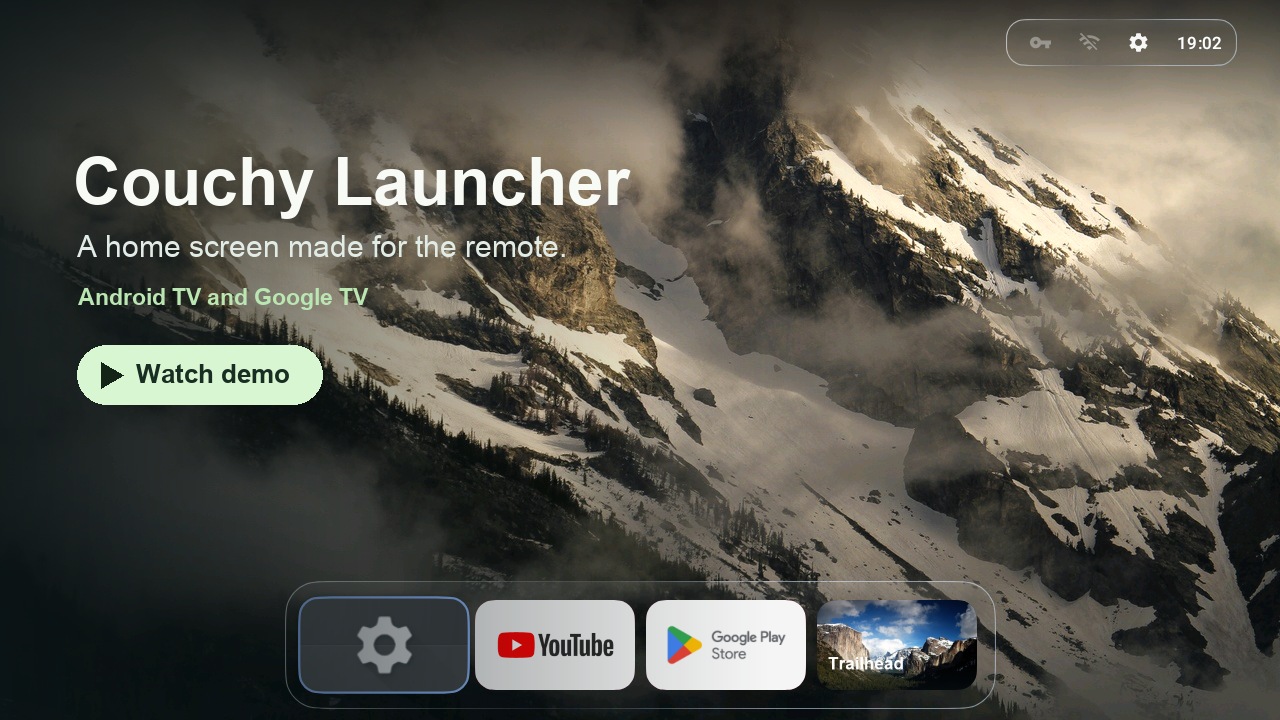 19:02
Couchy Launcher
A home screen made for the remote.
Android TV and Google TV
Watch demo
YouTube
Google Play
Store
Trailhead